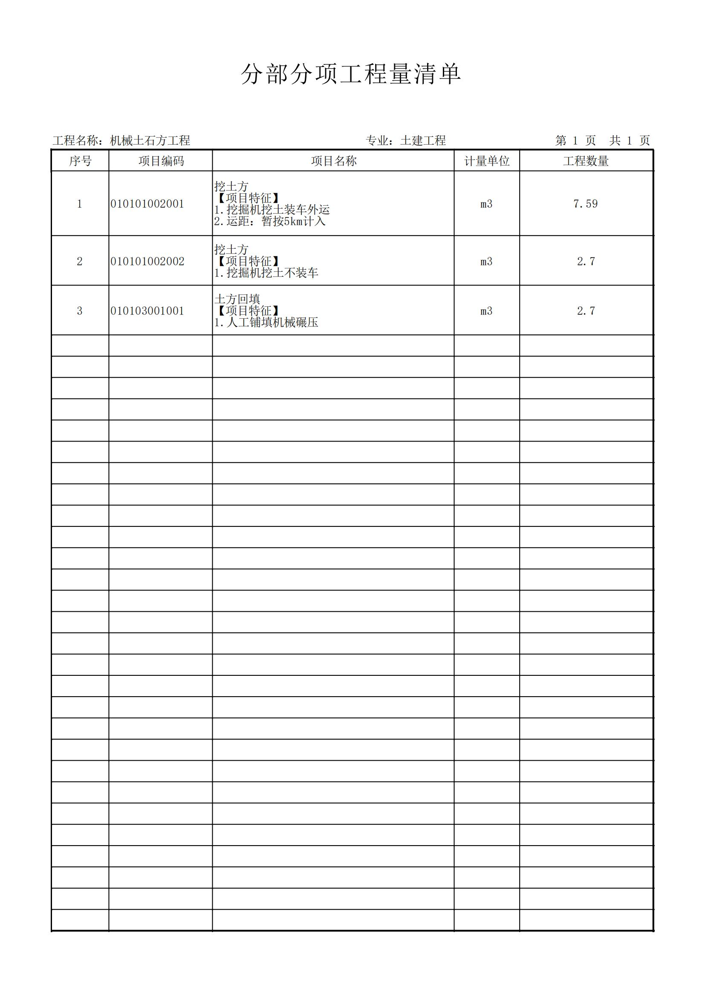 分部分项工程量清单
工程名称：机械土石方工程 专业：土建工程 第 1 页 共 1 页
序号 项目编码 项目名称 计量单位 工程数量
1 010101002001 挖土方
【项目特征】
1.挖掘机挖土装车外运
2.运距：暂按5km计入 m3 7.59
2 010101002002 挖土方
【项目特征】
1.挖掘机挖土不装车 m3 2.7
3 010103001001 土方回填
【项目特征】
1.人工铺填机械碾压 m3 2.7